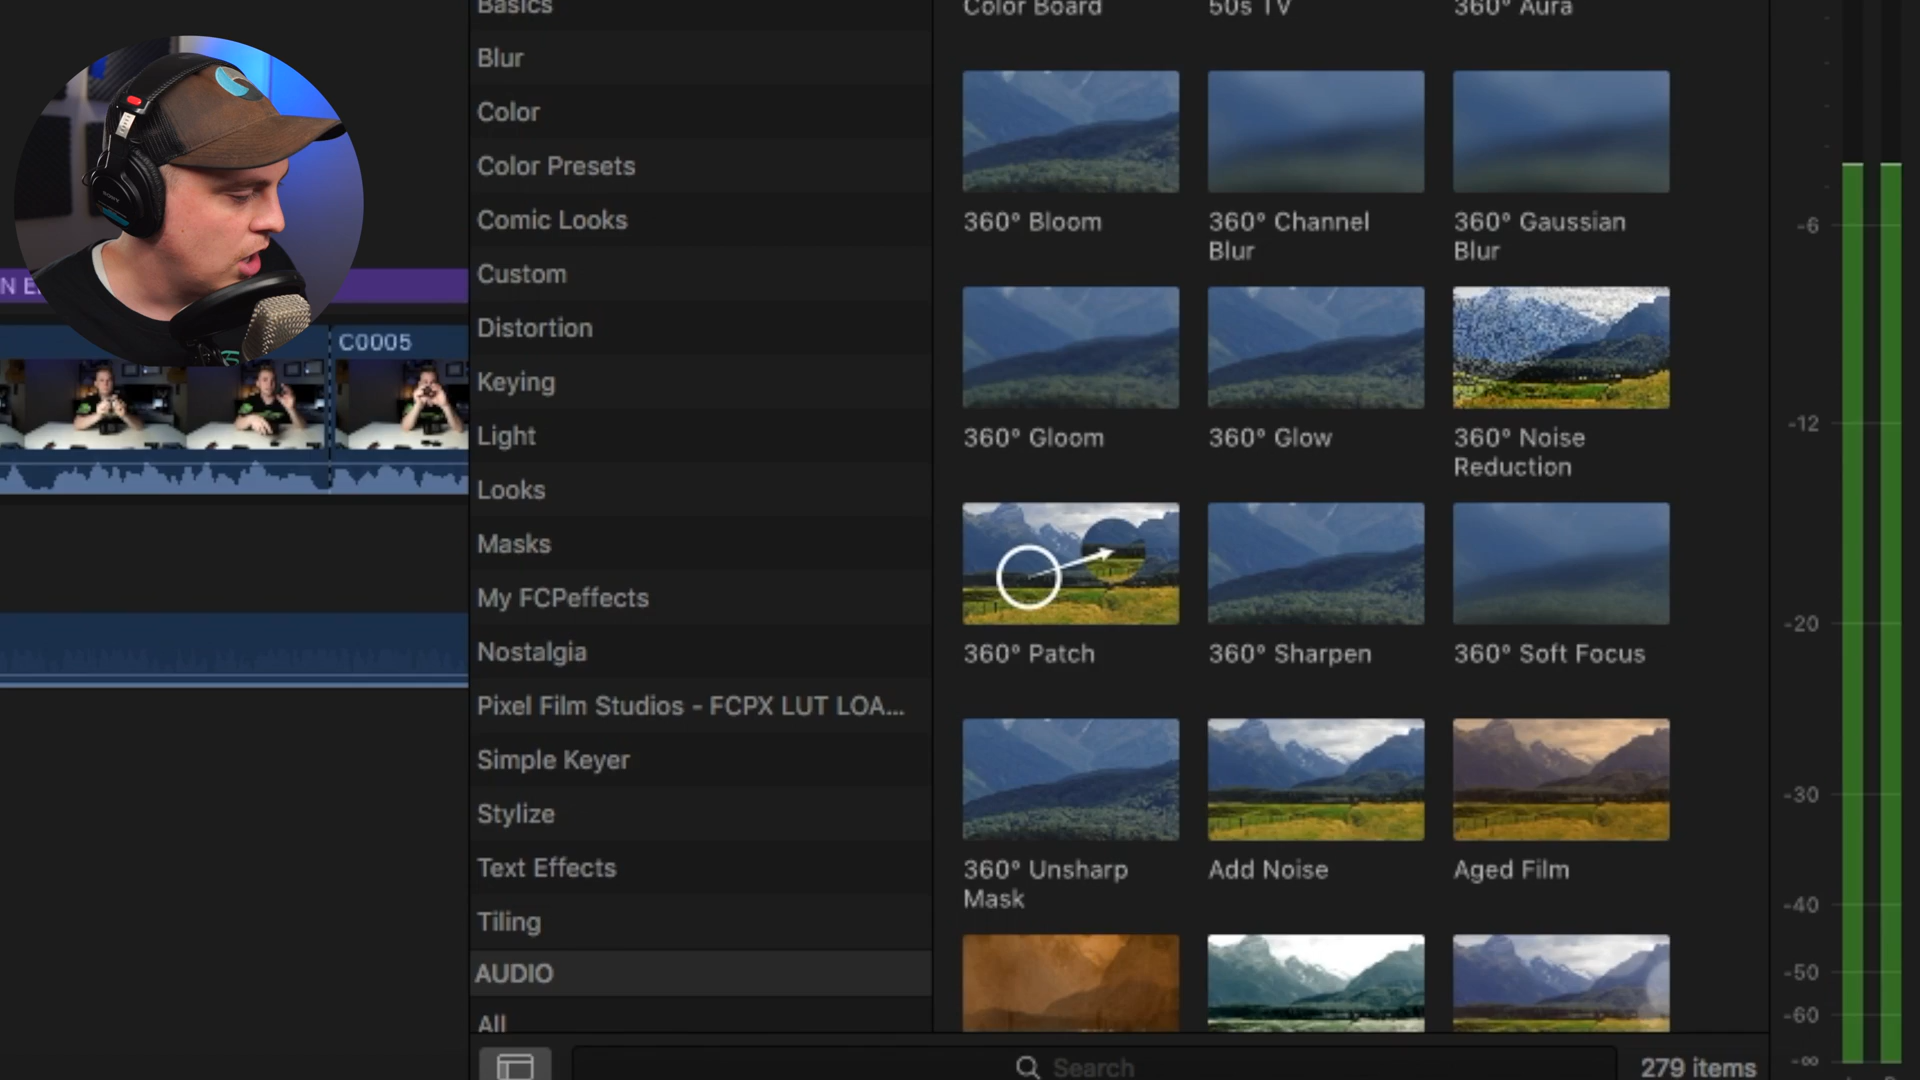 Basics
Blur
Color
Color Presets
Comic Looks
Custom
Distortion
Keying
Light
Looks
Masks
My FCPeffects
Nostalgia
Pixel Film Studios - FCPX LUT LOA...
Simple Keyer
Stylize
Text Effects
Tiling
AUDIO
All
Color Board
50s TV
360° Aura
360° Bloom
360° Channel
Blur
360° Gaussian
Blur
360° Gloom
360° Glow
360° Noise
Reduction
360° Patch
360° Sharpen
360° Soft Focus
360° Unsharp
Mask
Add Noise
Aged Film
Search
279 items
C0005
-6
-12
-20
-30
-40
-50
-60
-∞